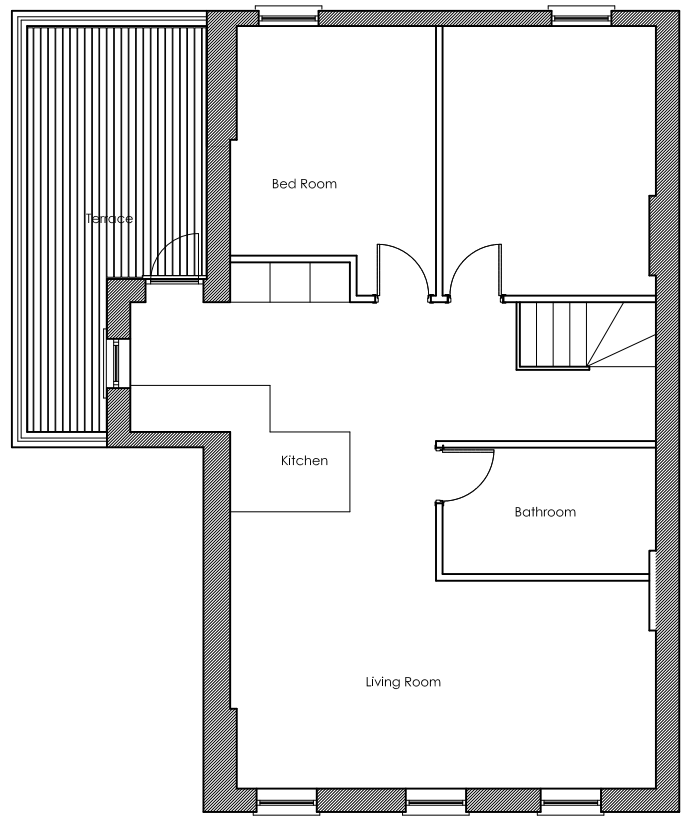 Bed Room
Terrace
Kitchen
Bathroom
Living Room